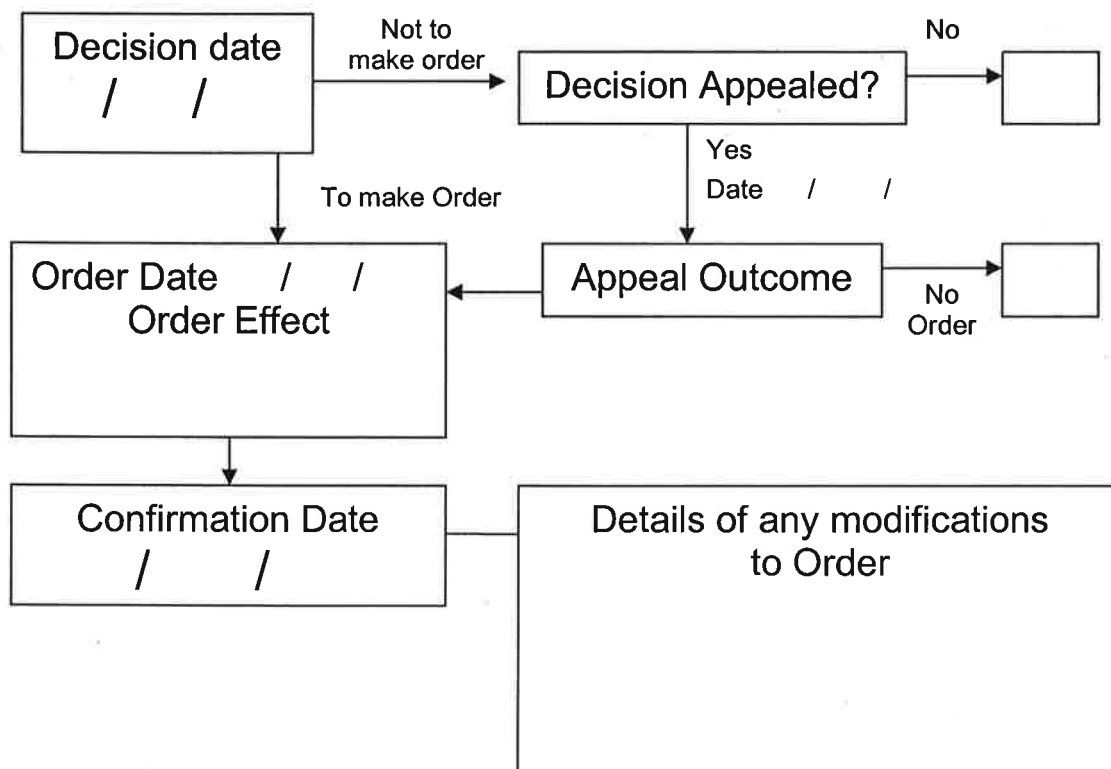 Decision date
/ /
Not to
make order
Decision Appealed?
No
To make Order
Yes
Date / /
Order Date / /
Order Effect
Appeal Outcome
No
Order
Confirmation Date
/ /
Details of any modifications
to Order